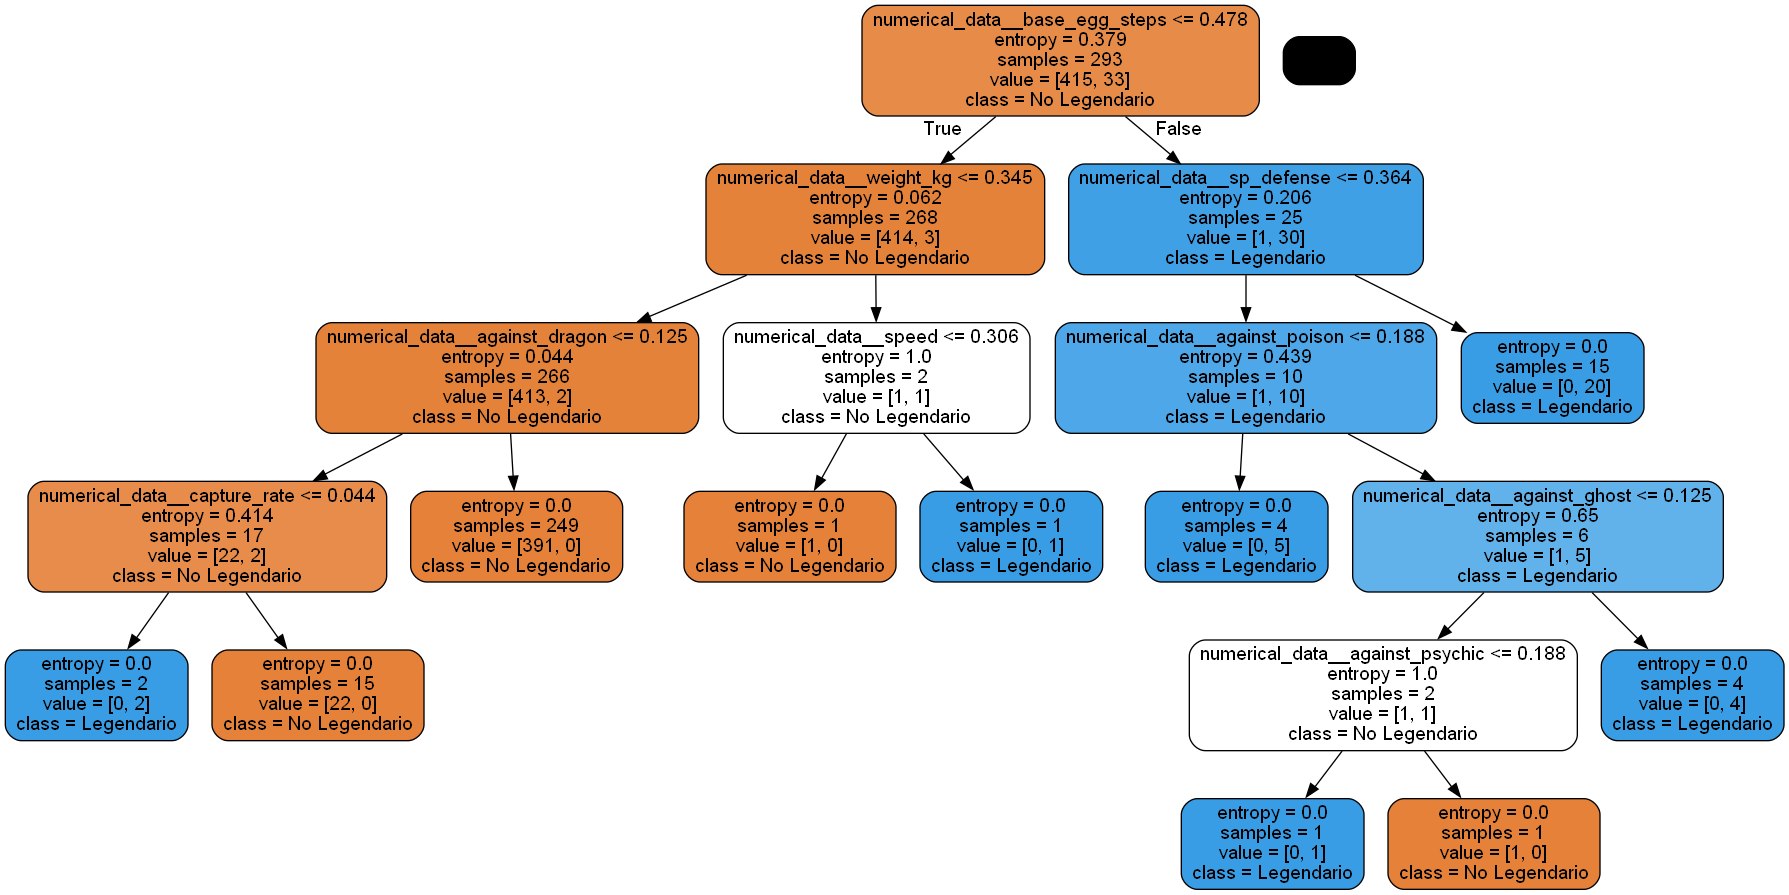 numerical_data__base_egg_steps <= 0.478
entropy = 0.379
samples = 293
value = [415, 33]
class = No Legendario
True
False
numerical_data__weight_kg <= 0.345
entropy = 0.062
samples = 268
value = [414, 3]
class = No Legendario
numerical_data__sp_defense <= 0.364
entropy = 0.206
samples = 25
value = [1, 30]
class = Legendario
numerical_data__against_dragon <= 0.125
entropy = 0.044
samples = 266
value = [413, 2]
class = No Legendario
numerical_data__speed <= 0.306
entropy = 1.0
samples = 2
value = [1, 1]
class = No Legendario
numerical_data__against_poison <= 0.188
entropy = 0.439
samples = 10
value = [1, 10]
class = Legendario
entropy = 0.0
samples = 15
value = [0, 20]
class = Legendario
numerical_data__capture_rate <= 0.044
entropy = 0.414
samples = 17
value = [22, 2]
class = No Legendario
entropy = 0.0
samples = 249
value = [391, 0]
class = No Legendario
entropy = 0.0
samples = 1
value = [1, 0]
class = No Legendario
entropy = 0.0
samples = 1
value = [0, 1]
class = Legendario
entropy = 0.0
samples = 4
value = [0, 5]
class = Legendario
numerical_data__against_ghost <= 0.125
entropy = 0.65
samples = 6
value = [1, 5]
class = Legendario
entropy = 0.0
samples = 2
value = [0, 2]
class = Legendario
entropy = 0.0
samples = 15
value = [22, 0]
class = No Legendario
numerical_data__against_psychic <= 0.188
entropy = 1.0
samples = 2
value = [1, 1]
class = No Legendario
entropy = 0.0
samples = 4
value = [0, 4]
class = Legendario
entropy = 0.0
samples = 1
value = [0, 1]
class = Legendario
entropy = 0.0
samples = 1
value = [1, 0]
class = No Legendario